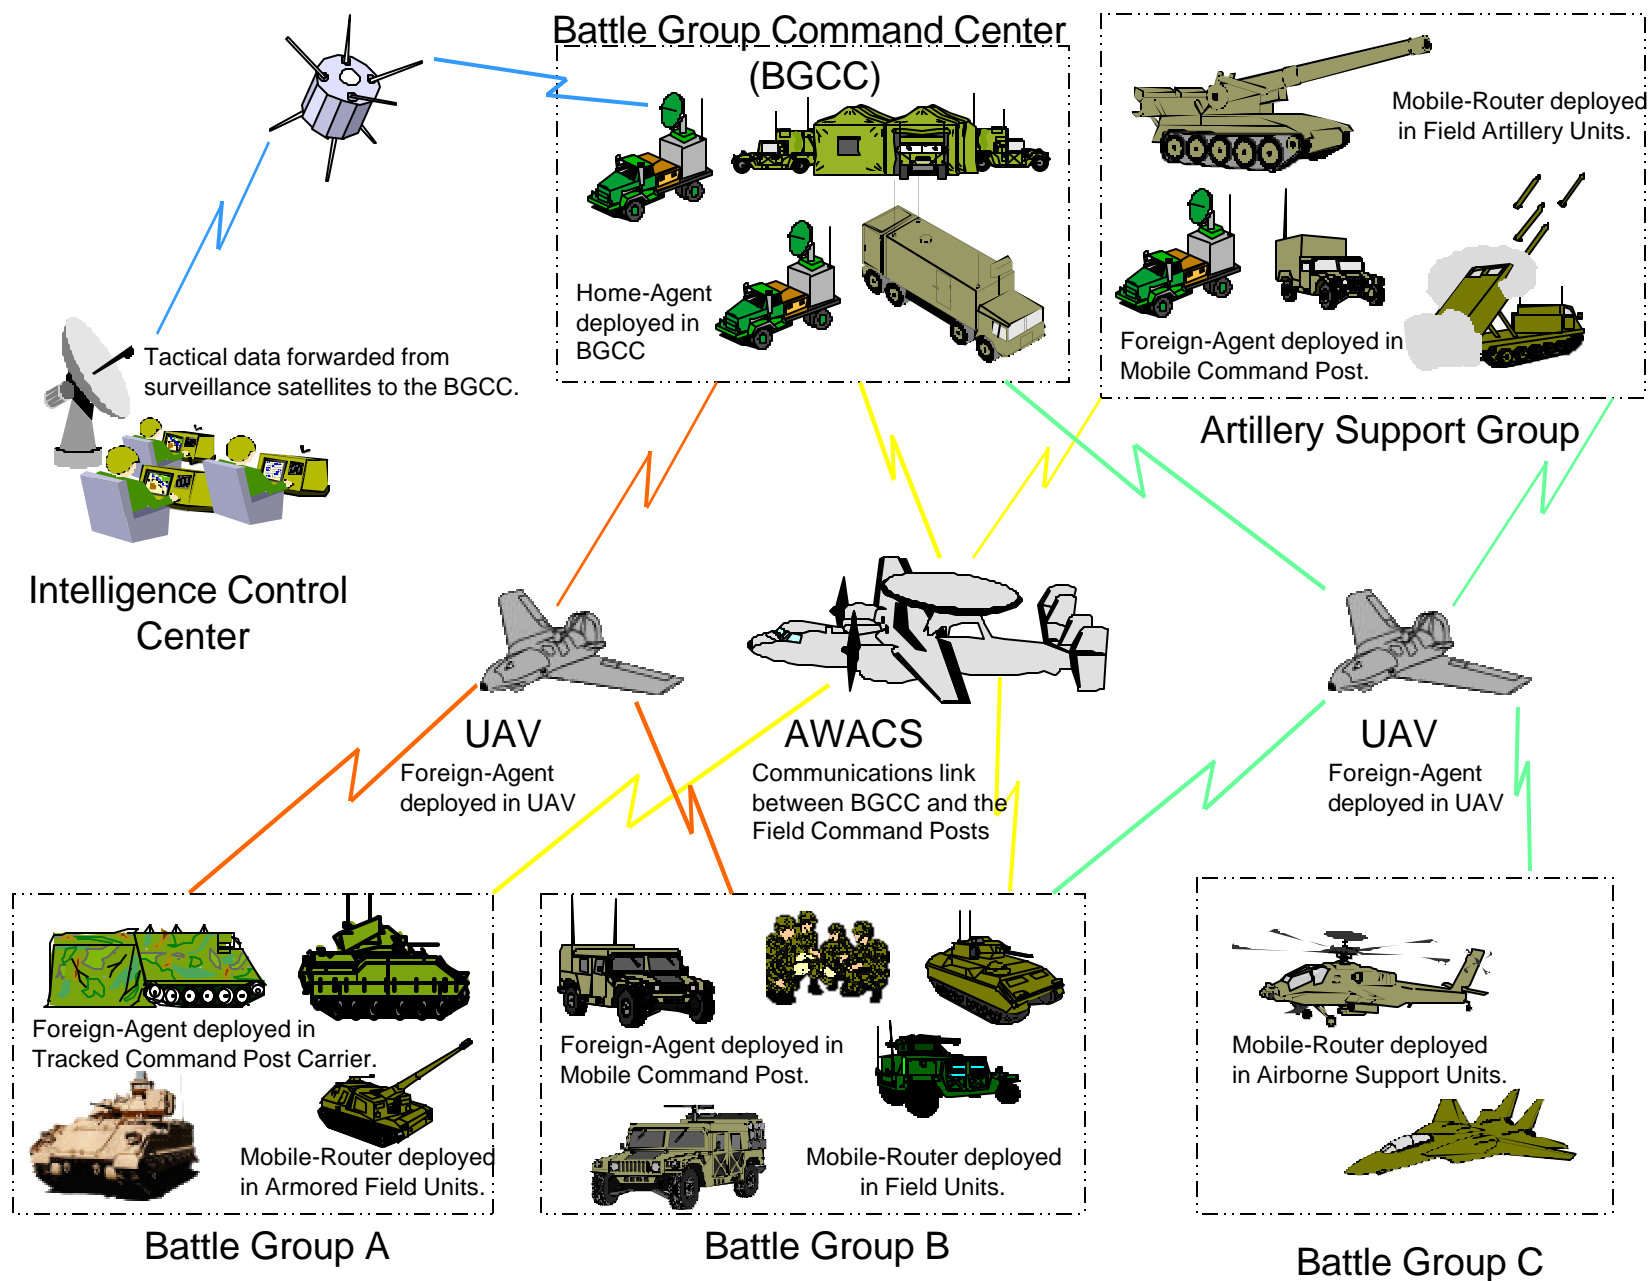 Battle Group Command Center
(BGCC)
Mobile-Router deployed
in Field Artillery Units.
Home-Agent
deployed in
BGCC
Foreign-Agent deployed in
Mobile Command Post.
Artillery Support Group
Tactical data forwarded from
surveillance satellites to the BGCC.
Intelligence Control
Center
UAV
Foreign-Agent
deployed in UAV
AWACS
Communications link
between BGCC and the
Field Command Posts
UAV
Foreign-Agent
deployed in UAV
Foreign-Agent deployed in
Tracked Command Post Carrier.
Mobile-Router deployed
in Armored Field Units.
Battle Group A
Foreign-Agent deployed in
Mobile Command Post.
Mobile-Router deployed
in Field Units.
Battle Group B
Mobile-Router deployed
in Airborne Support Units.
Battle Group C